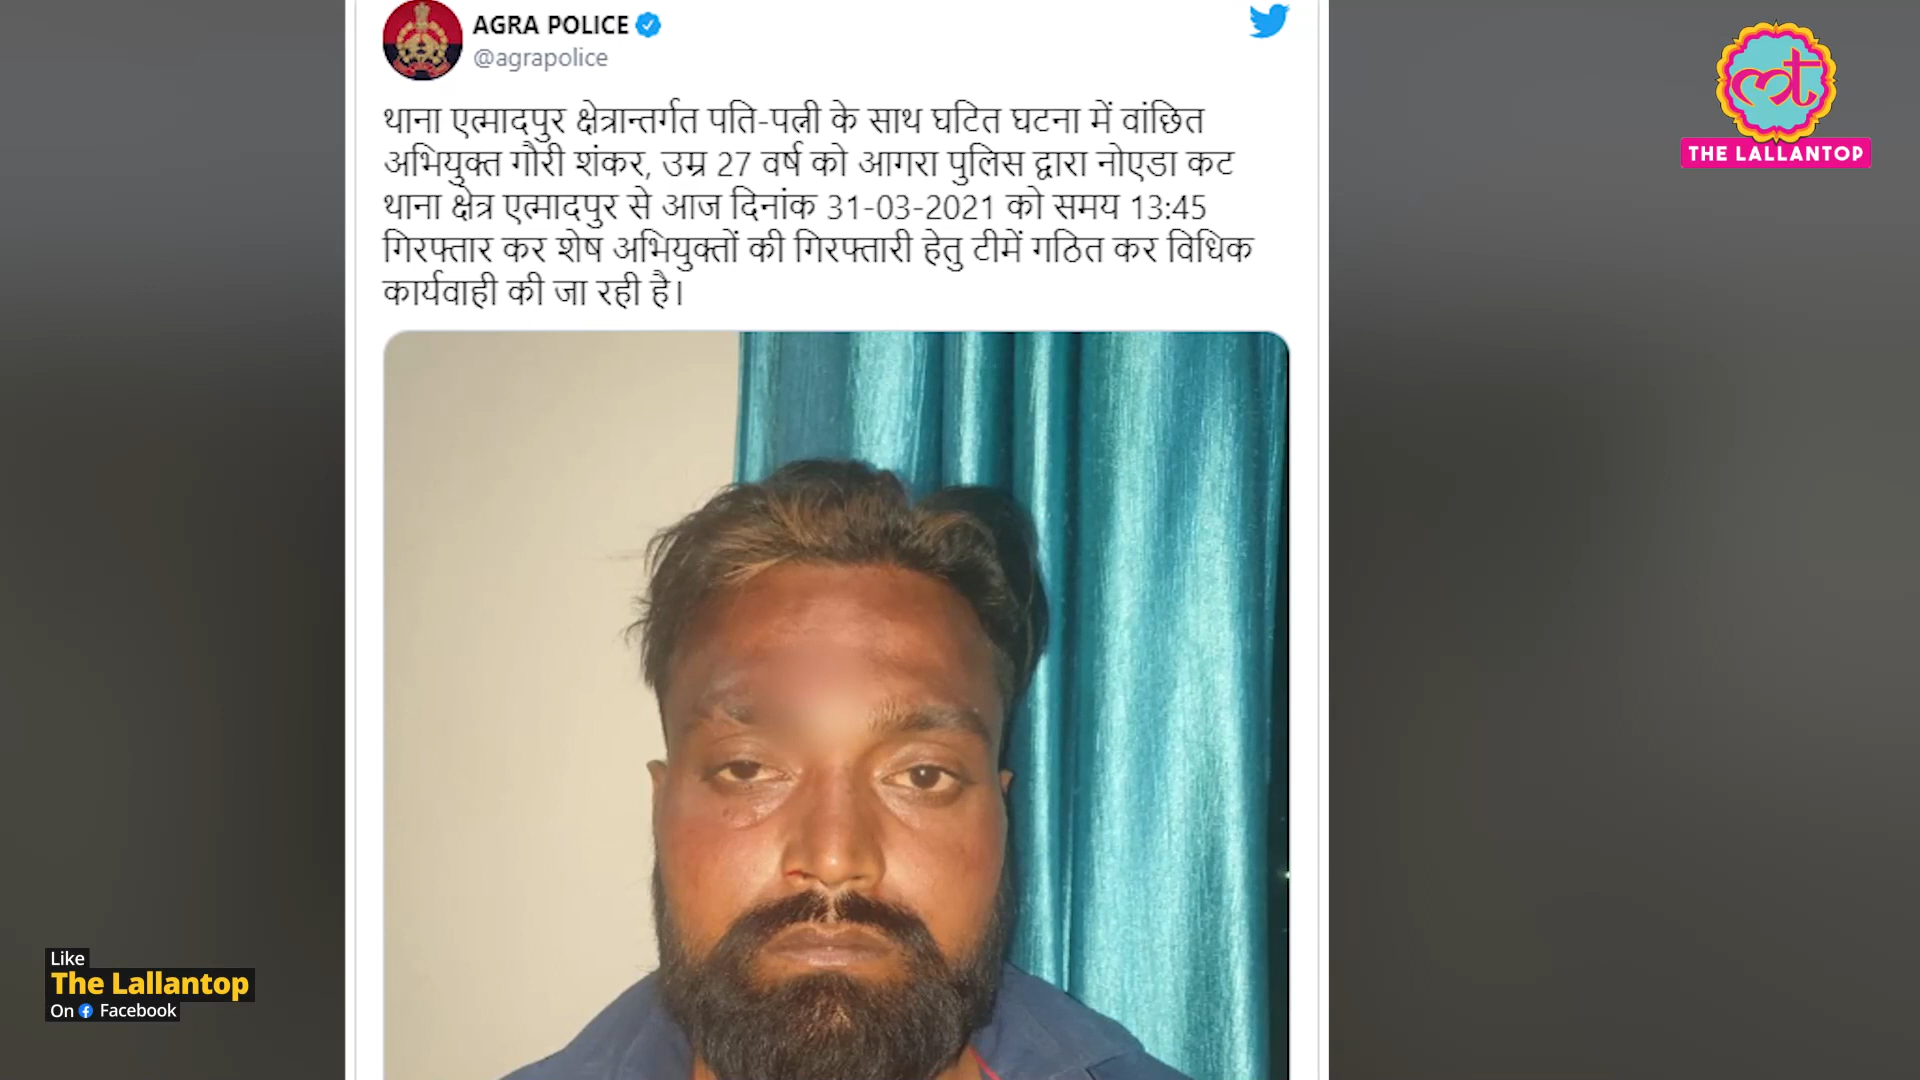 AGRA POLICE
@agrapolice
थाना एत्मादपुर क्षेत्रान्तर्गत पति-पत्नी के साथ घटित घटना में वांछित
अभियुक्त गौरी शंकर, उम्र 27 वर्ष को आगरा पुलिस द्वारा नोएडा कट
थाना क्षेत्र एत्मादपुर से आज दिनांक 31-03-2021 को समय 13:45
गिरफ्तार कर शेष अभियुक्तों की गिरफ्तारी हेतु टीमें गठित कर विधिक
कार्यवाही की जा रही है।
लt
THE LALLANTOP
Like
The Lallantop
On Facebook